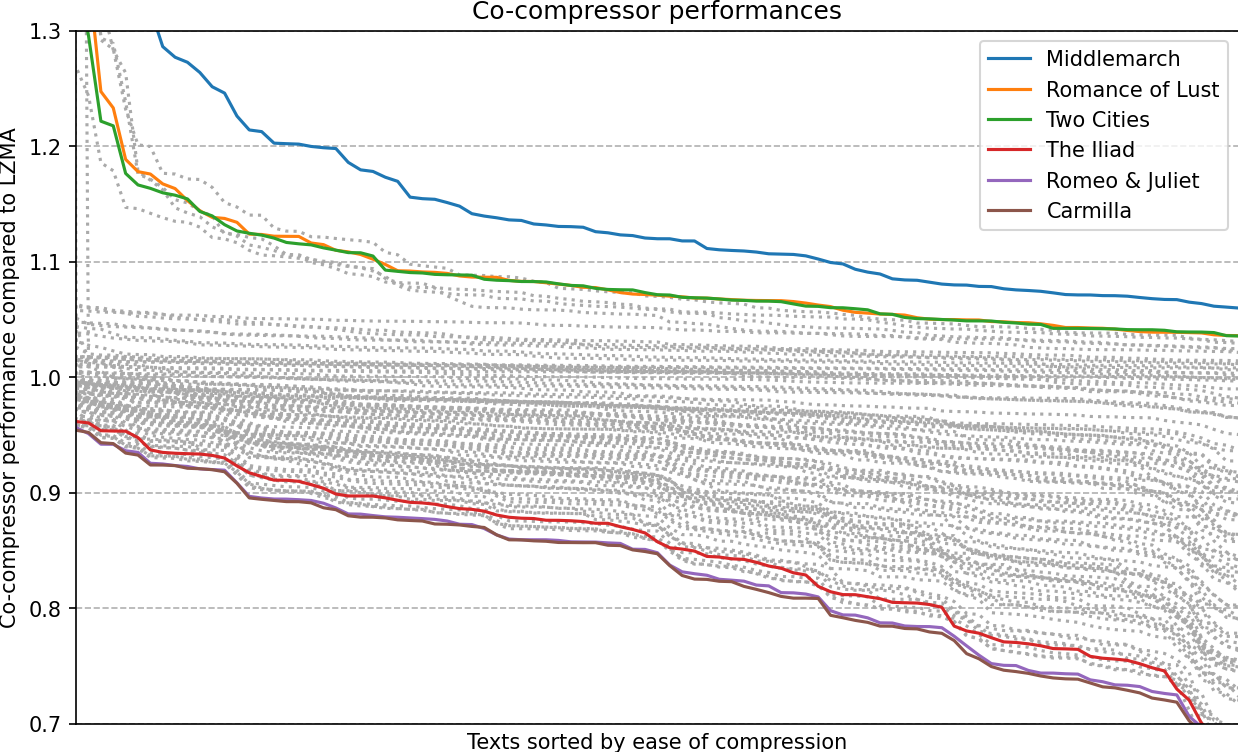 Co-compressor performances
Co-compressor performance compared to LZMA
1.3
1.2
1.1
1.0
0.9
0.8
0.7
Middlemarch
Romance of Lust
Two Cities
The Iliad
Romeo & Juliet
Carmilla
Texts sorted by ease of compression